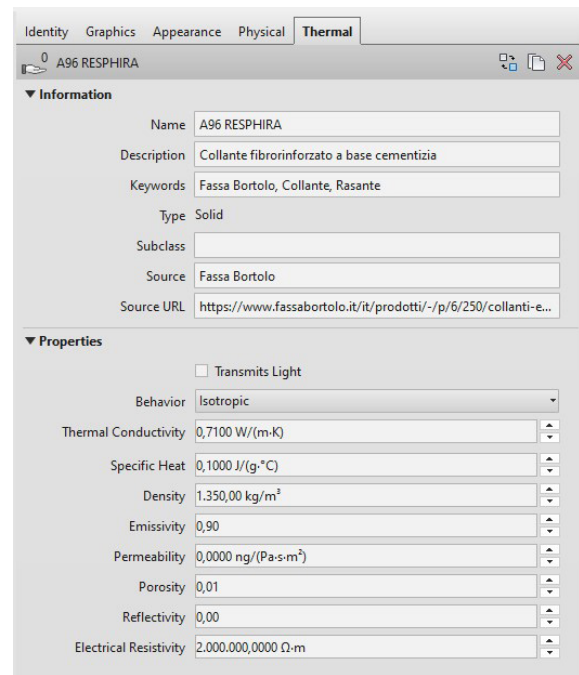 Identity Graphics Appearance Physical Thermal
0 A96 RESPHIRA
Information
Name A96 RESPHIRA
Description Collante fibrorinforzato a base cementizia
Keywords Fassa Bortolo, Collante, Rasante
Type Solid
Subclass
Source Fassa Bortolo
Source URL https://www.fassabortolo.it/it/prodotti/-/p/6/250/collanti-e...
Properties
Transmits Light
Behavior Isotropic
Thermal Conductivity 0,7100 W/(m·K)
Specific Heat 0,1000 J/(g·°C)
Density 1.350,00 kg/m³
Emissivity 0,90
Permeability 0,0000 ng/(Pa·s·m²)
Porosity 0,01
Reflectivity 0,00
Electrical Resistivity 2.000.000,0000 Ω·m